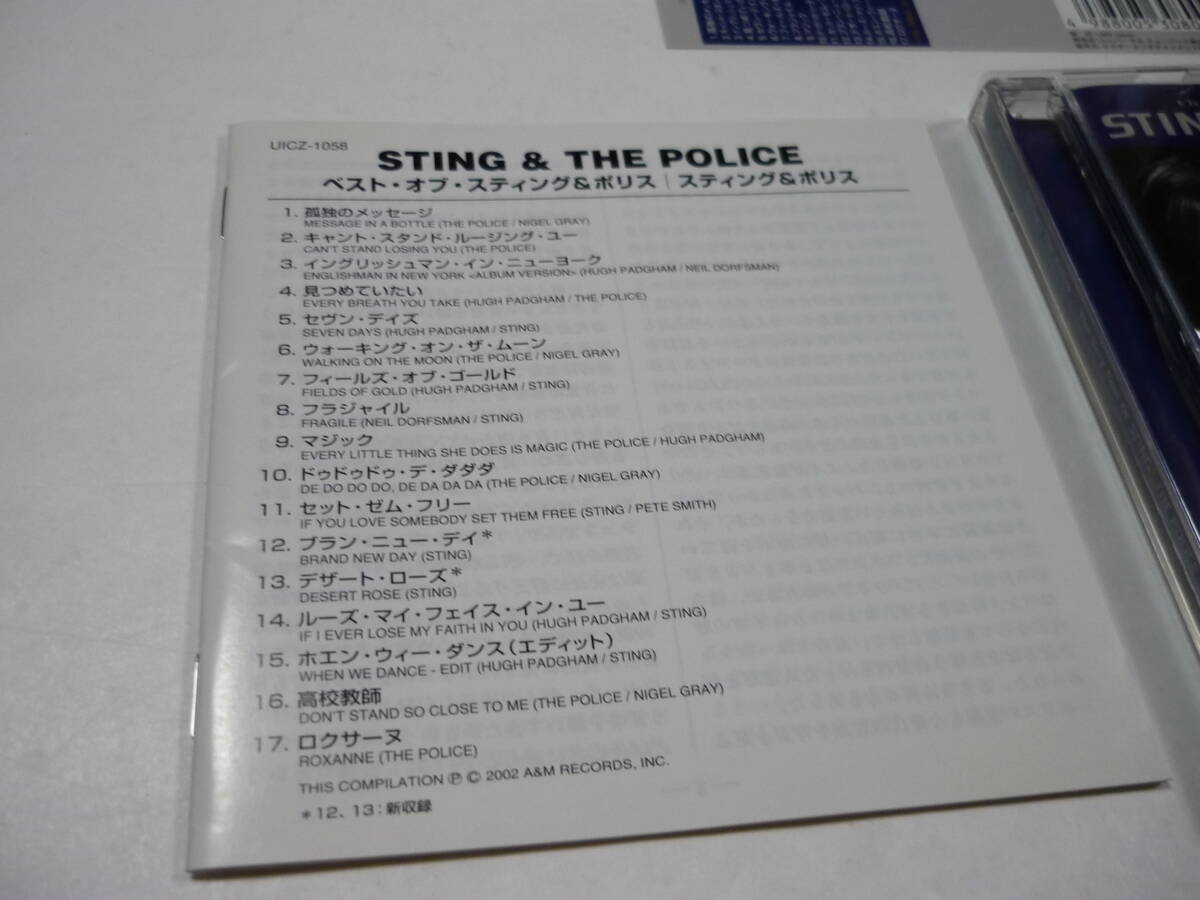 4 988005 3080
STIN
UICZ-1058
STING & THE POLICE
ベスト・オブ・スティング&ポリス | スティング&ポリス
1. 孤独のメッセージ
MESSAGE IN A BOTTLE (THE POLICE / NIGEL GRAY)
2. キャント・スタンド・ルージング・ユー
CAN'T STAND LOSING YOU (THE POLICE)
3. イングリッシュマン・イン・ニューヨーク
ENGLISHMAN IN NEW YORK <ALBUM VERSION> (HUGH PADGHAM / NEIL DORFSMAN)
4. 見つめていたい
EVERY BREATH YOU TAKE (HUGH PADGHAM / THE POLICE)
5. セヴン・デイズ
SEVEN DAYS (HUGH PADGHAM / STING)
6. ウォーキング・オン・ザ・ムーン
WALKING ON THE MOON (THE POLICE / NIGEL GRAY)
7. フィールズ・オブ・ゴールド
FIELDS OF GOLD (HUGH PADGHAM / STING)
8. フラジャイル
FRAGILE (NEIL DORFSMAN / STING)
9. マジック
EVERY LITTLE THING SHE DOES IS MAGIC (THE POLICE / HUGH PADGHAM)
10. ドゥドゥドゥ・デ・ダダダ
DE DO DO DO, DE DA DA DA (THE POLICE / NIGEL GRAY)
11. セット・ゼム・フリー
IF YOU LOVE SOMEBODY SET THEM FREE (STING / PETE SMITH)
12. ブラン・ニュー・デイ*
BRAND NEW DAY (STING)
13. デザート・ローズ*
DESERT ROSE (STING)
14. ルーズ・マイ・フェイス・イン・ユー
IF I EVER LOSE MY FAITH IN YOU (HUGH PADGHAM / STING)
15. ホエン・ウィー・ダンス(エディット)
WHEN WE DANCE - EDIT (HUGH PADGHAM / STING)
16. 高校教師
DON'T STAND SO CLOSE TO ME (THE POLICE / NIGEL GRAY)
17. ロクサーヌ
ROXANNE (THE POLICE)
THIS COMPILATION ℗ © 2002 A&M RECORDS, INC.
*12、13:新収録